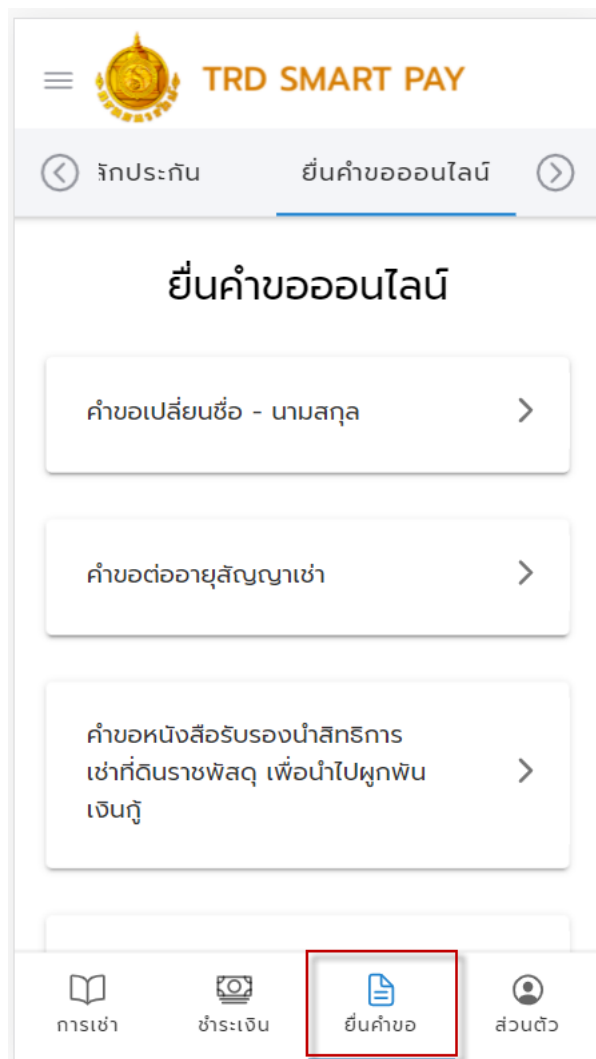 TRD SMART PAY
ลักประกัน ยื่นคำขอออนไลน์
ยื่นคำขอออนไลน์
คำขอเปลี่ยนชื่อ - นามสกุล
คำขอต่ออายุสัญญาเช่า
คำขอหนังสือรับรองนำสิทธิการ
เช่าที่ดินราชพัสดุ เพื่อนำไปผูกพัน
เงินกู้
การเช่า ชำระเงิน ยื่นคำขอ ส่วนตัว